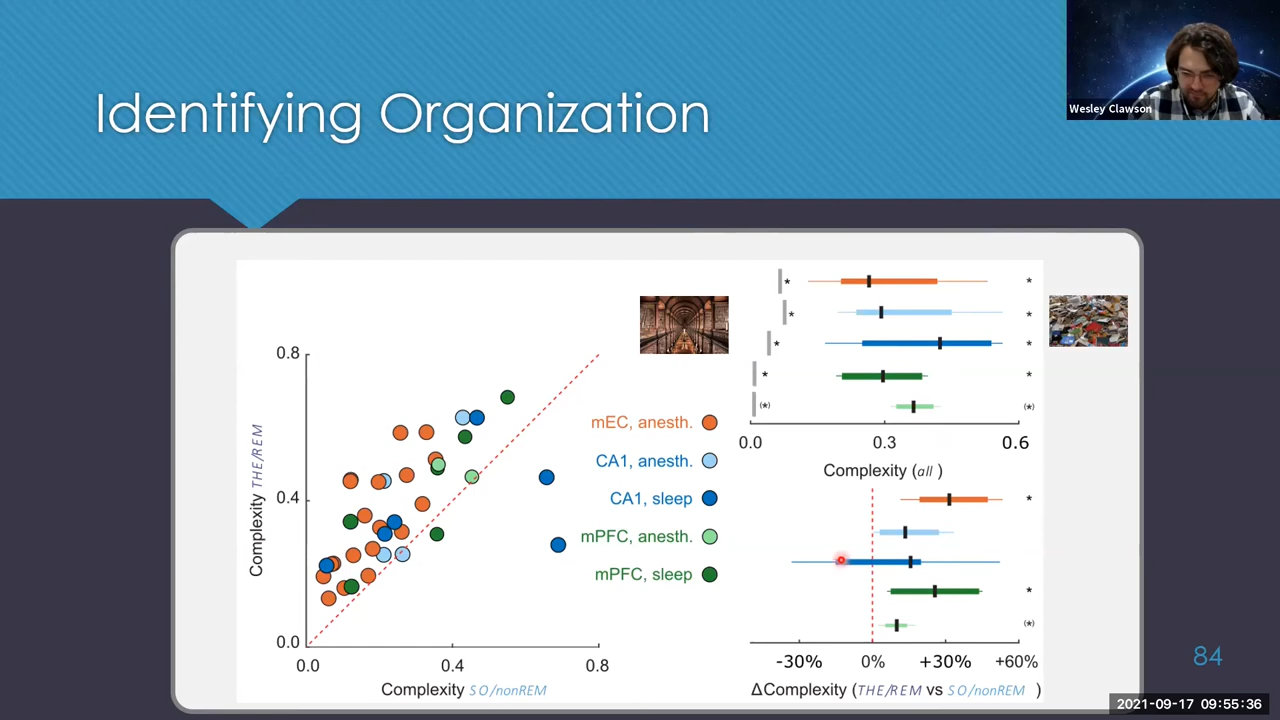 Identifying Organization
Wesley Clawson
0.8
0.4
0.0
0.0
0.4
0.8
Complexity THE/REM
Complexity SO/nonREM
mEC, anesth.
CA1, anesth.
CA1, sleep
mPFC, anesth.
mPFC, sleep
* *
* *
* *
* *
(*) (*)
0.0 0.3 0.6
Complexity (all)
*
*
(*)
-30% 0% +30% +60%
ΔComplexity (THE/REM vs SO/nonREM)
84
2021-09-17 09:55:36